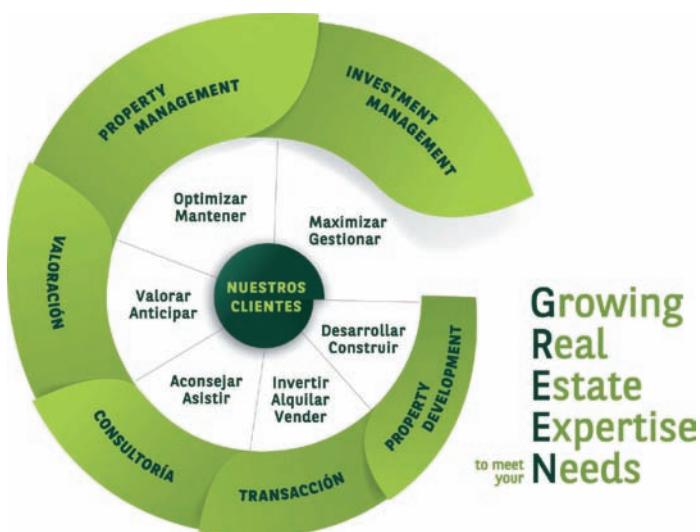 PROPERTY
MANAGEMENT
INVESTMENT
MANAGEMENT
Optimizar
Mantener
Maximizar
Gestionar
VALORACIÓN
Valorar
Anticipar
NUESTROS
CLIENTES
Desarrollar
Construir
Aconsejar
Asistir
Invertir
Alquilar
Vender
PROPERTY
DEVELOPMENT
CONSULTORÍA
TRANSACCIÓN
Growing
Real
Estate
Expertise
to meet
your Needs